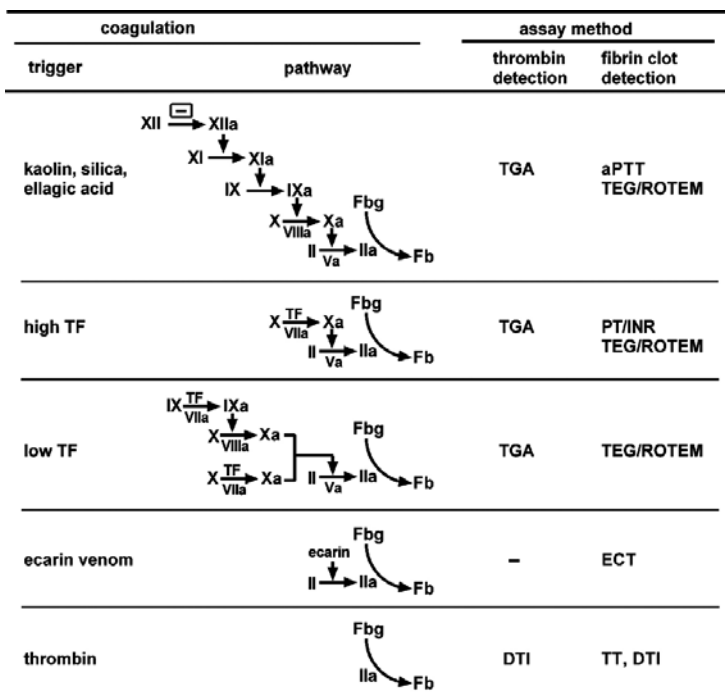 coagulation assay method
trigger pathway thrombin detection fibrin clot detection
XII − XIIa
XI XIa
kaolin, silica, ellagic acid IX IXa TGA aPTT TEG/ROTEM
Fbg
X VIIIa Xa
II Va IIa Fb
Fbg
high TF X TF VIIa Xa TGA PT/INR TEG/ROTEM
II Va IIa Fb
IX TF VIIa IXa
X VIIIa Xa Fbg
low TF TGA TEG/ROTEM
X TF VIIa Xa II Va IIa Fb
Fbg
ecarin venom ecarin – ECT
II IIa Fb
Fbg
thrombin DTI TT, DTI
IIa Fb